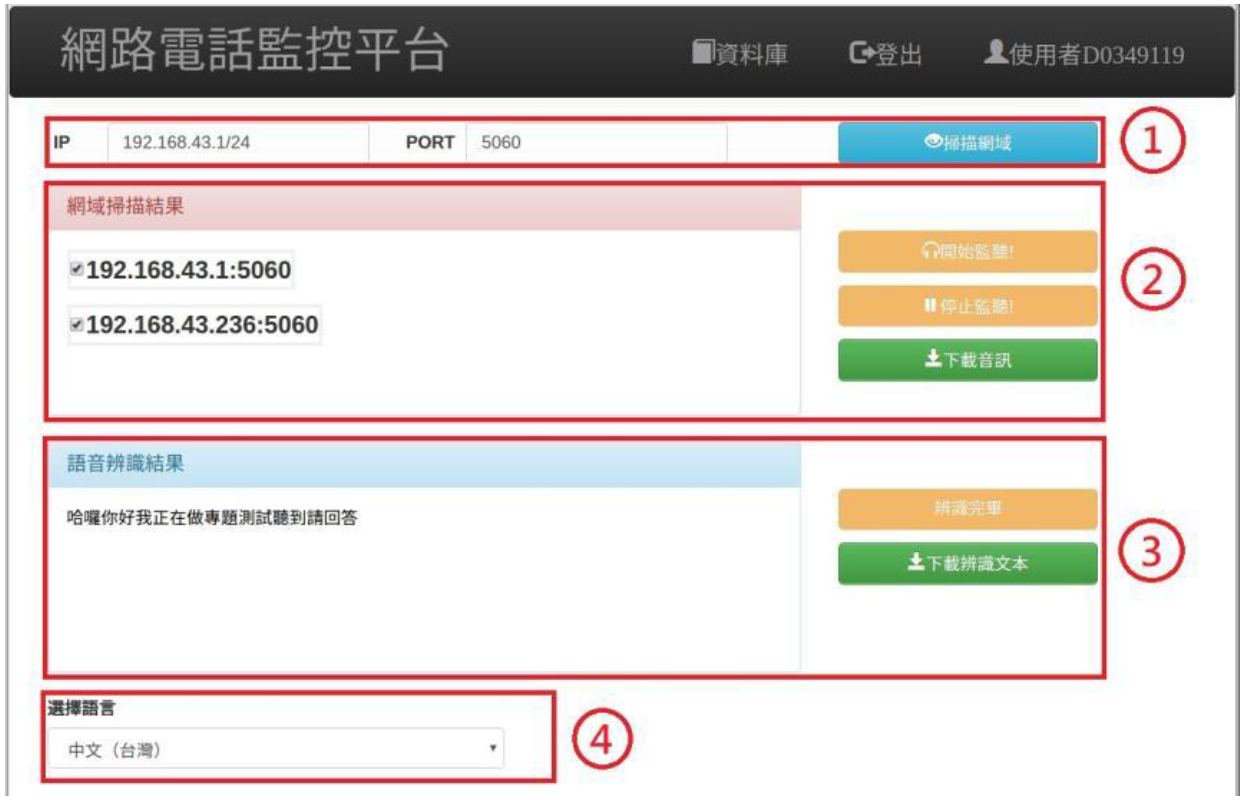 網路電話監控平台 資料庫 登出 使用者D0349119
IP 192.168.43.1/24 PORT 5060 掃描網域 1
網域掃描結果
192.168.43.1:5060
192.168.43.236:5060
開始監聽!
停止監聽!
下載音訊
2
語音辨識結果
哈囉你好我正在做專題測試聽到請回答
辨識完畢
下載辨識文本
3
選擇語言
中文（台灣）
4